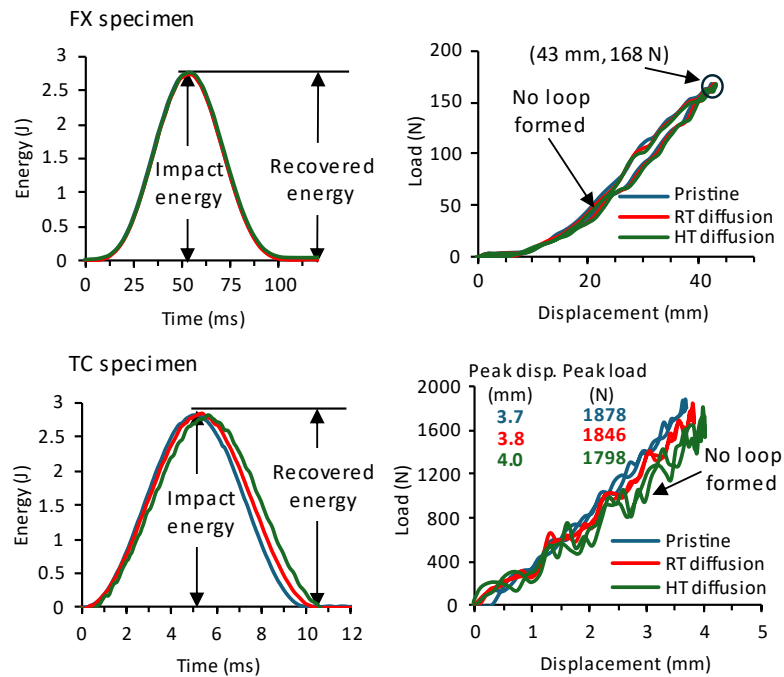 FX specimen
3
2.5
2
1.5
1
0.5
0
Energy (J)
Impact
energy
Recovered
energy
0 25 50 75 100
Time (ms)
200
150
100
50
0
Load (N)
(43 mm, 168 N)
No loop
formed
Pristine
RT diffusion
HT diffusion
0 20 40
Displacement (mm)
TC specimen
3
2.5
2
1.5
1
0.5
0
Energy (J)
Impact
energy
Recovered
energy
0 2 4 6 8 10 12
Time (ms)
2000
1600
1200
800
400
0
Load (N)
Peak disp. Peak load
(mm) (N)
3.7 1878
3.8 1846
4.0 1798
No loop
formed
Pristine
RT diffusion
HT diffusion
0 1 2 3 4 5
Displacement (mm)